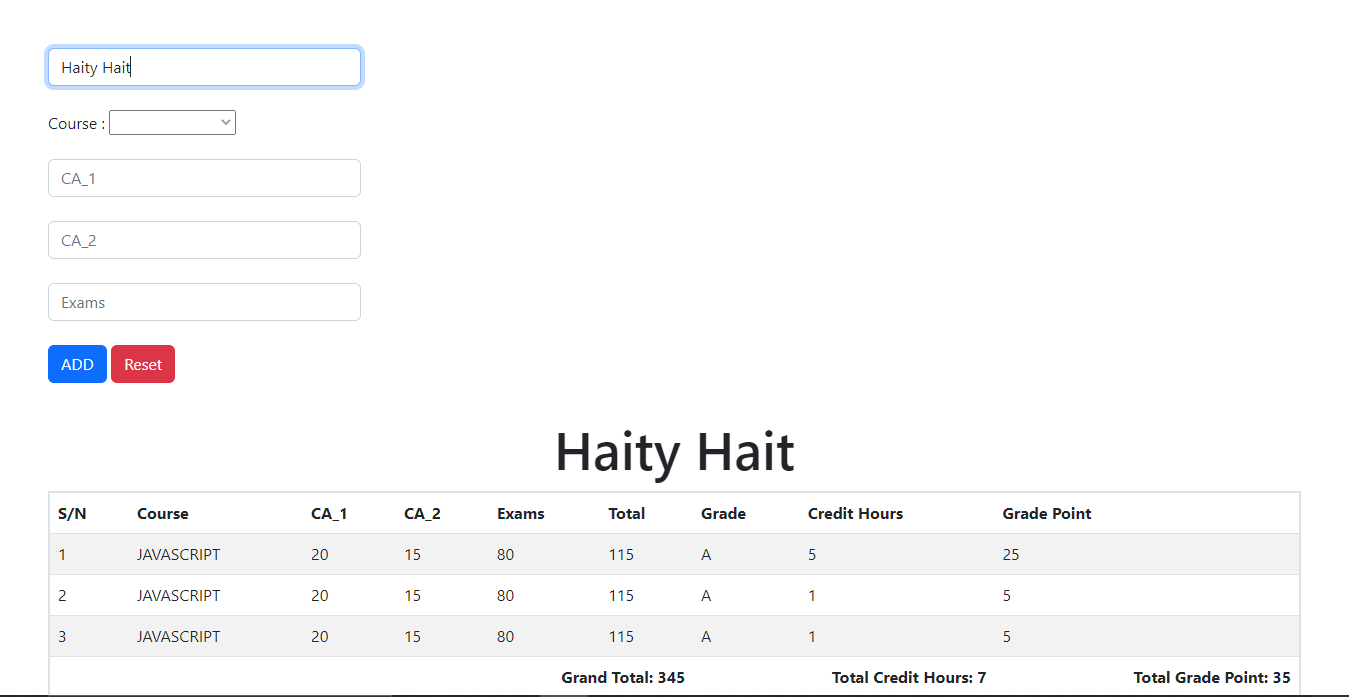 Haity Hait
Course :
CA_1
CA_2
Exams
ADD Reset
Haity Hait
S/N Course CA_1 CA_2 Exams Total Grade Credit Hours Grade Point
1 JAVASCRIPT 20 15 80 115 A 5 25
2 JAVASCRIPT 20 15 80 115 A 1 5
3 JAVASCRIPT 20 15 80 115 A 1 5
Grand Total: 345 Total Credit Hours: 7 Total Grade Point: 35